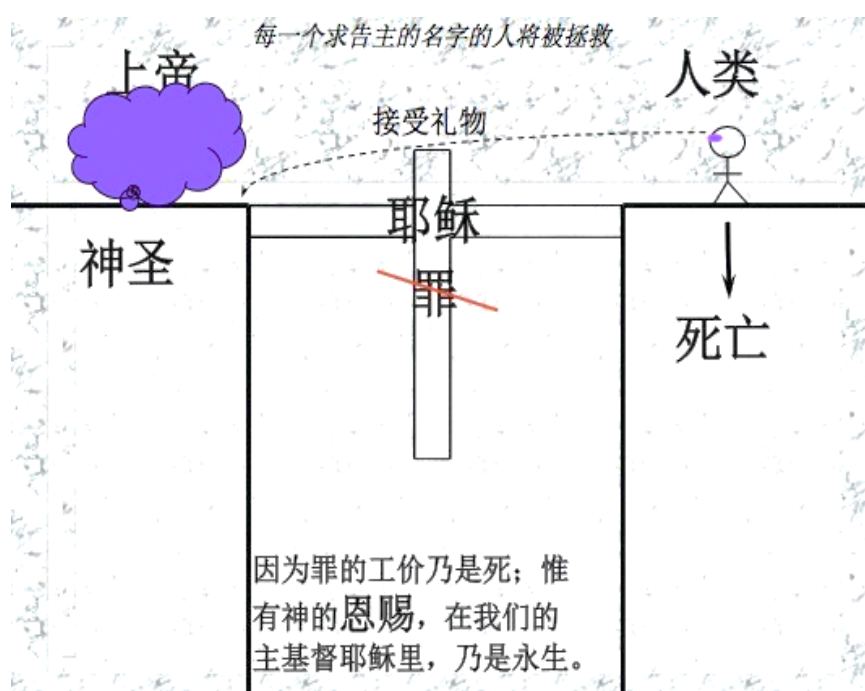 每一个求告主的名字的人将被拯救
上帝
人类
接受礼物
耶稣
神圣
罪
死亡
因为罪的工价乃是死；惟
有神的恩赐，在我们的
主基督耶稣里，乃是永生。